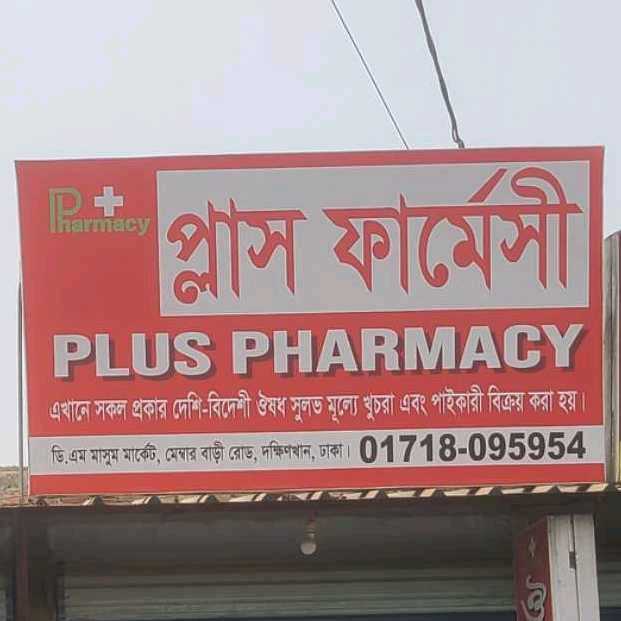 Pharmacy
প্লাস ফার্মেসী
PLUS PHARMACY
এখানে সকল প্রকার দেশি-বিদেশী ঔষধ সুলভ মূল্যে খুচরা এবং পাইকারী বিক্রয় করা হয়।
ডি.এম মাসুম মার্কেট, মেম্বার বাড়ী রোড, দক্ষিণখান, ঢাকা। 01718-095954